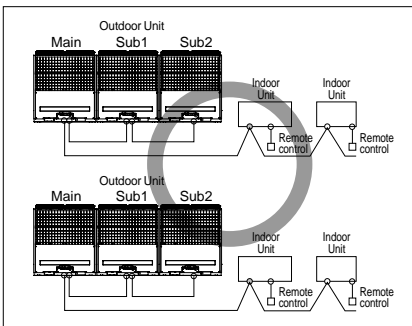 Outdoor Unit
Main Sub1 Sub2
Indoor
Unit
Indoor
Unit
Remote
control
Remote
control
Outdoor Unit
Main Sub1 Sub2
Indoor
Unit
Indoor
Unit
Remote
control
Remote
control